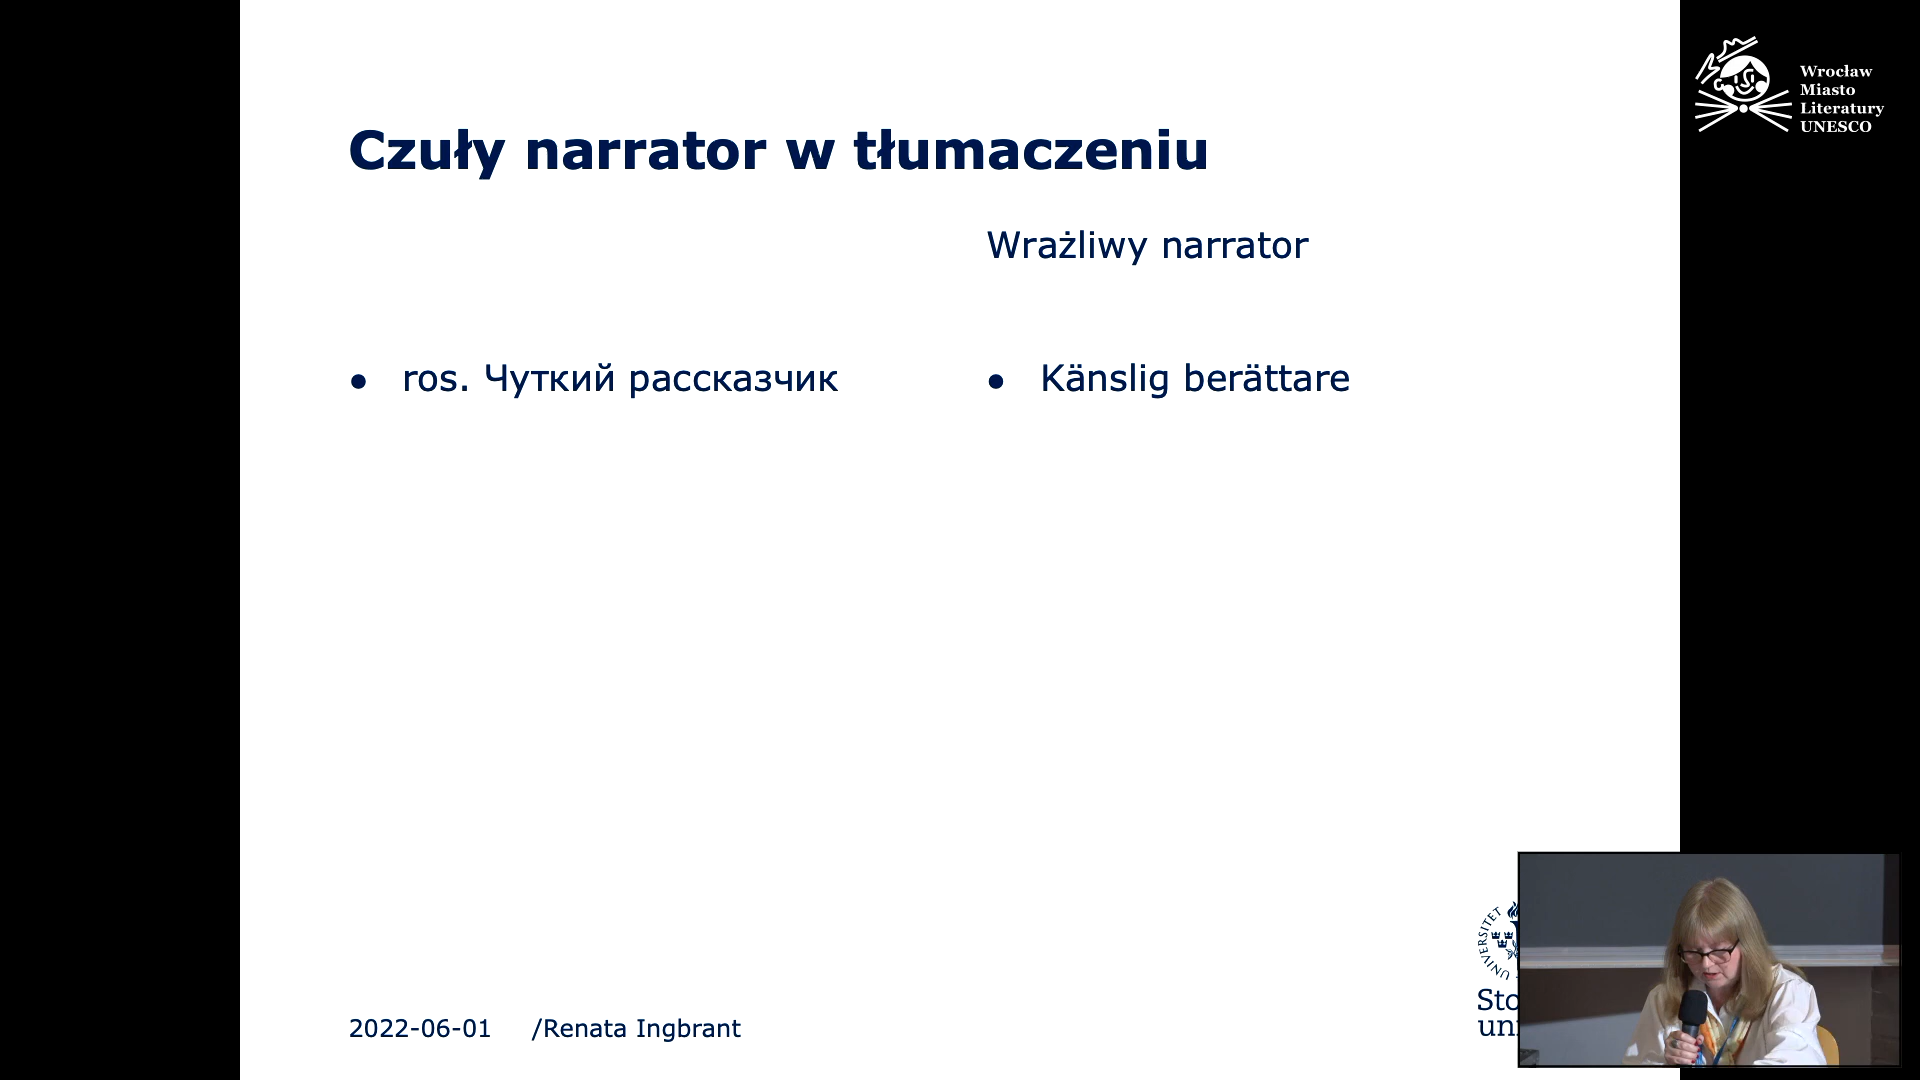 Wrocław
Miasto
Literatury
UNESCO
Czuły narrator w tłumaczeniu
Wrażliwy narrator
● ros. Чуткий рассказчик
● Känslig berättare
2022-06-01 /Renata Ingbrant